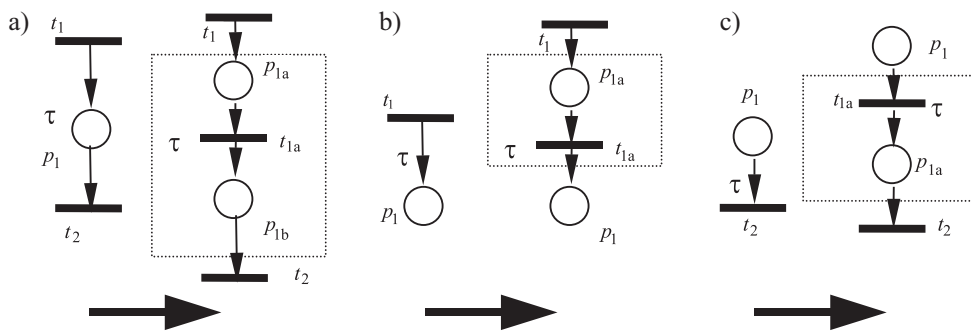 a)
t1
τ
p1
t2
t1
p1a
τ
t1a
p1b
t2
b)
t1
τ
p1
t1
p1a
τ
t1a
p1
c)
p1
τ
t2
p1
t1a
τ
p1a
t2